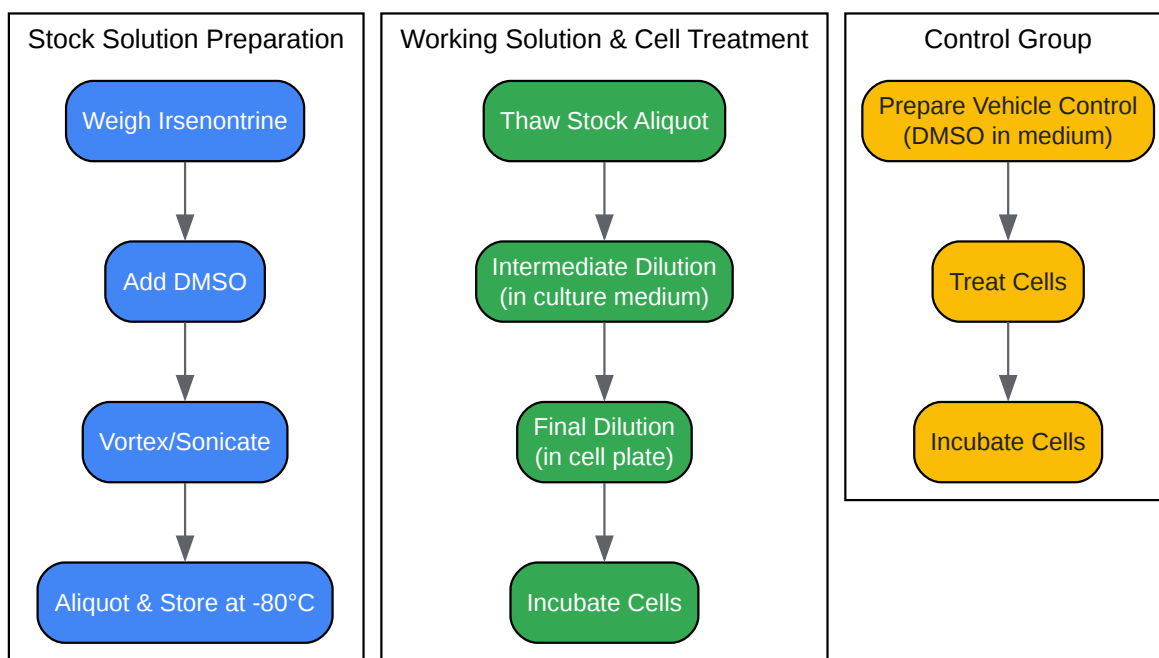 Stock Solution Preparation
Weigh Irsenontrine
Add DMSO
Vortex/Sonicate
Aliquot & Store at -80°C
Working Solution & Cell Treatment
Thaw Stock Aliquot
Intermediate Dilution
(in culture medium)
Final Dilution
(in cell plate)
Incubate Cells
Control Group
Prepare Vehicle Control
(DMSO in medium)
Treat Cells
Incubate Cells